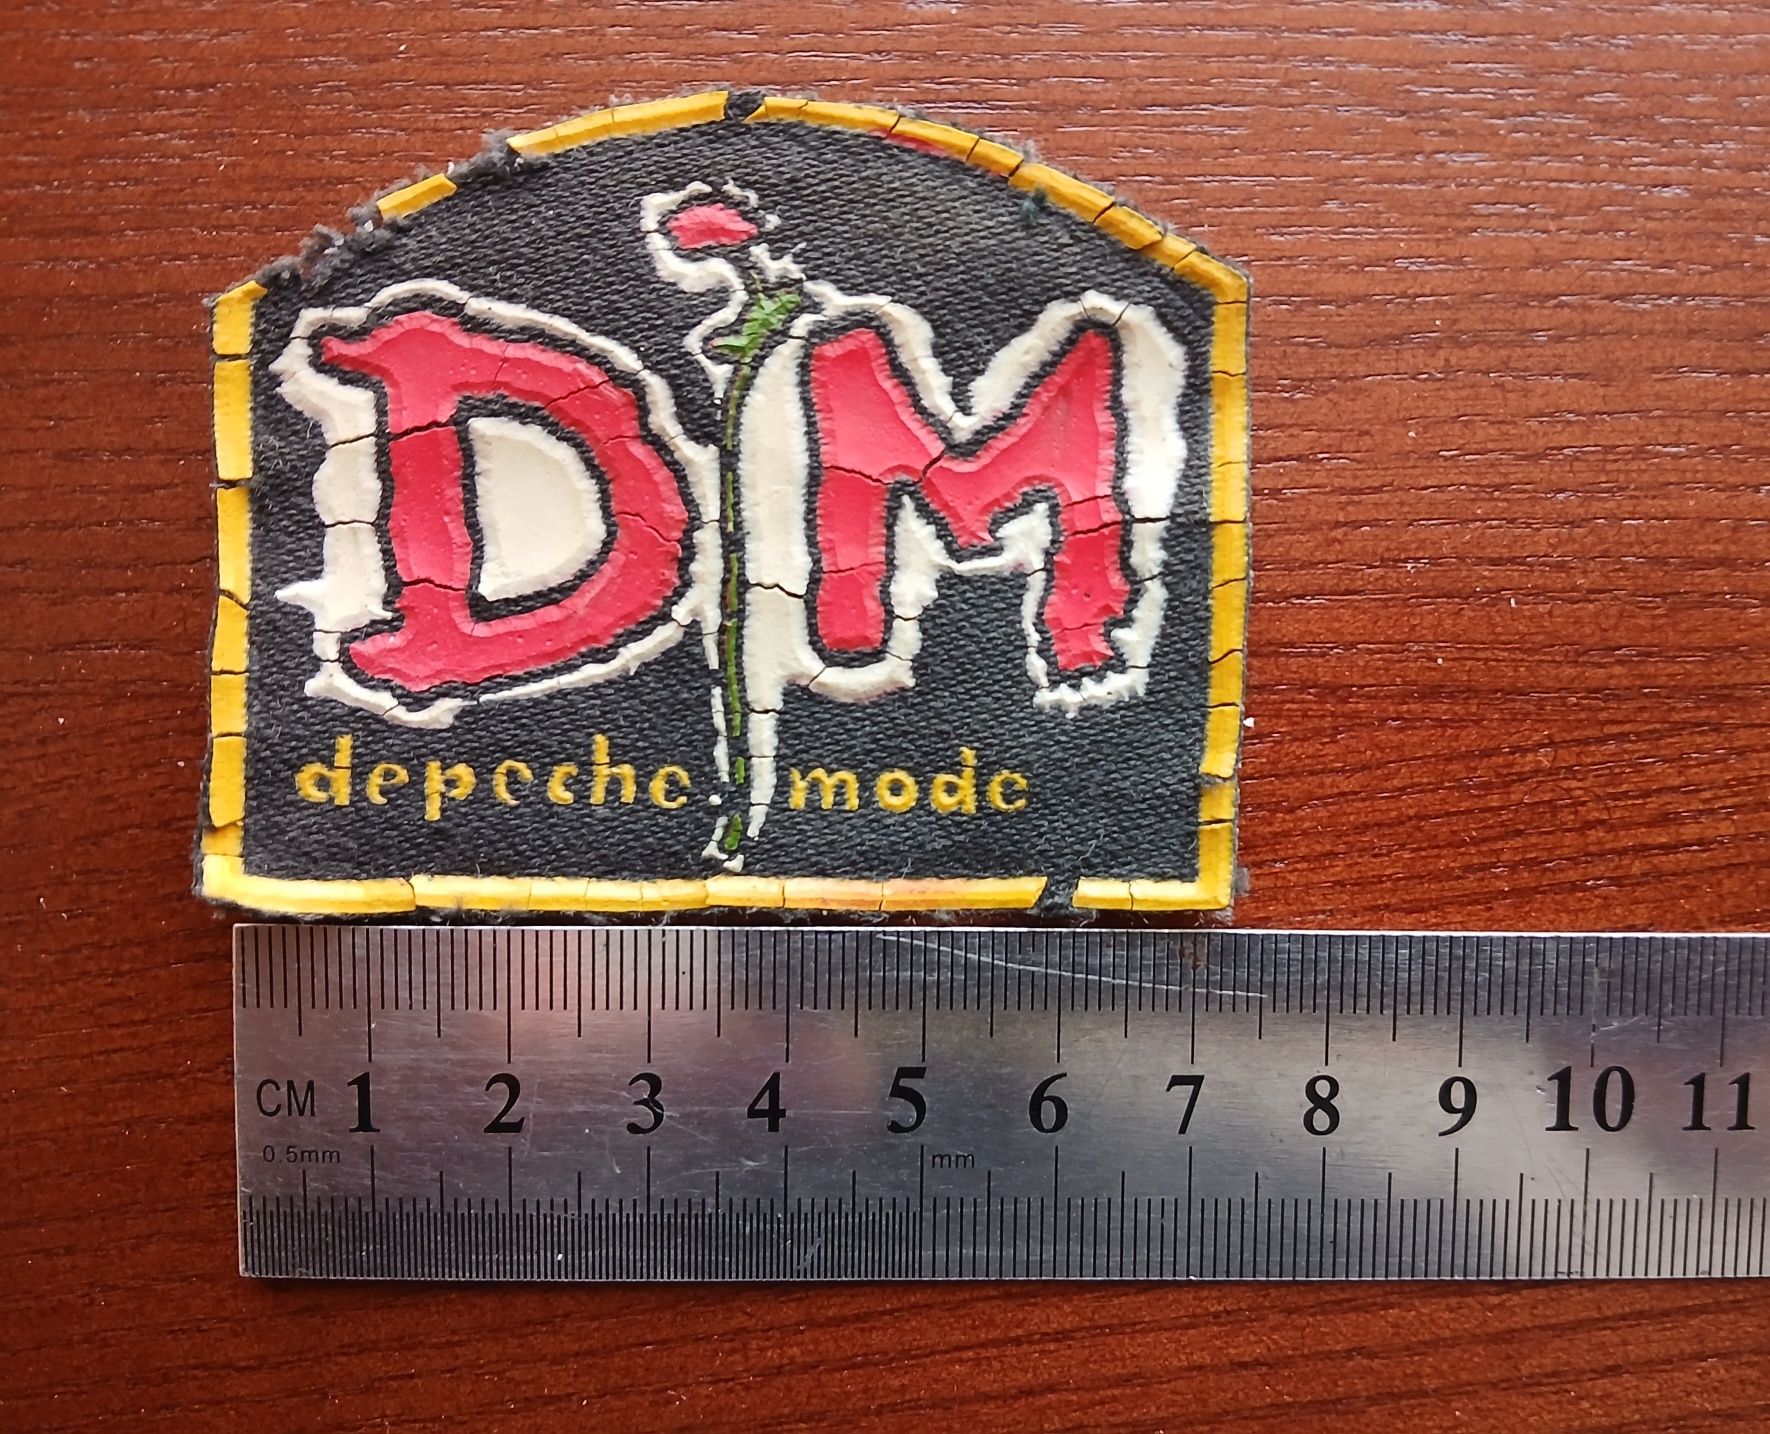 DM
depeche mode
CM 1 2 3 4 5 6 7 8 9 10 11
0.5mm mm